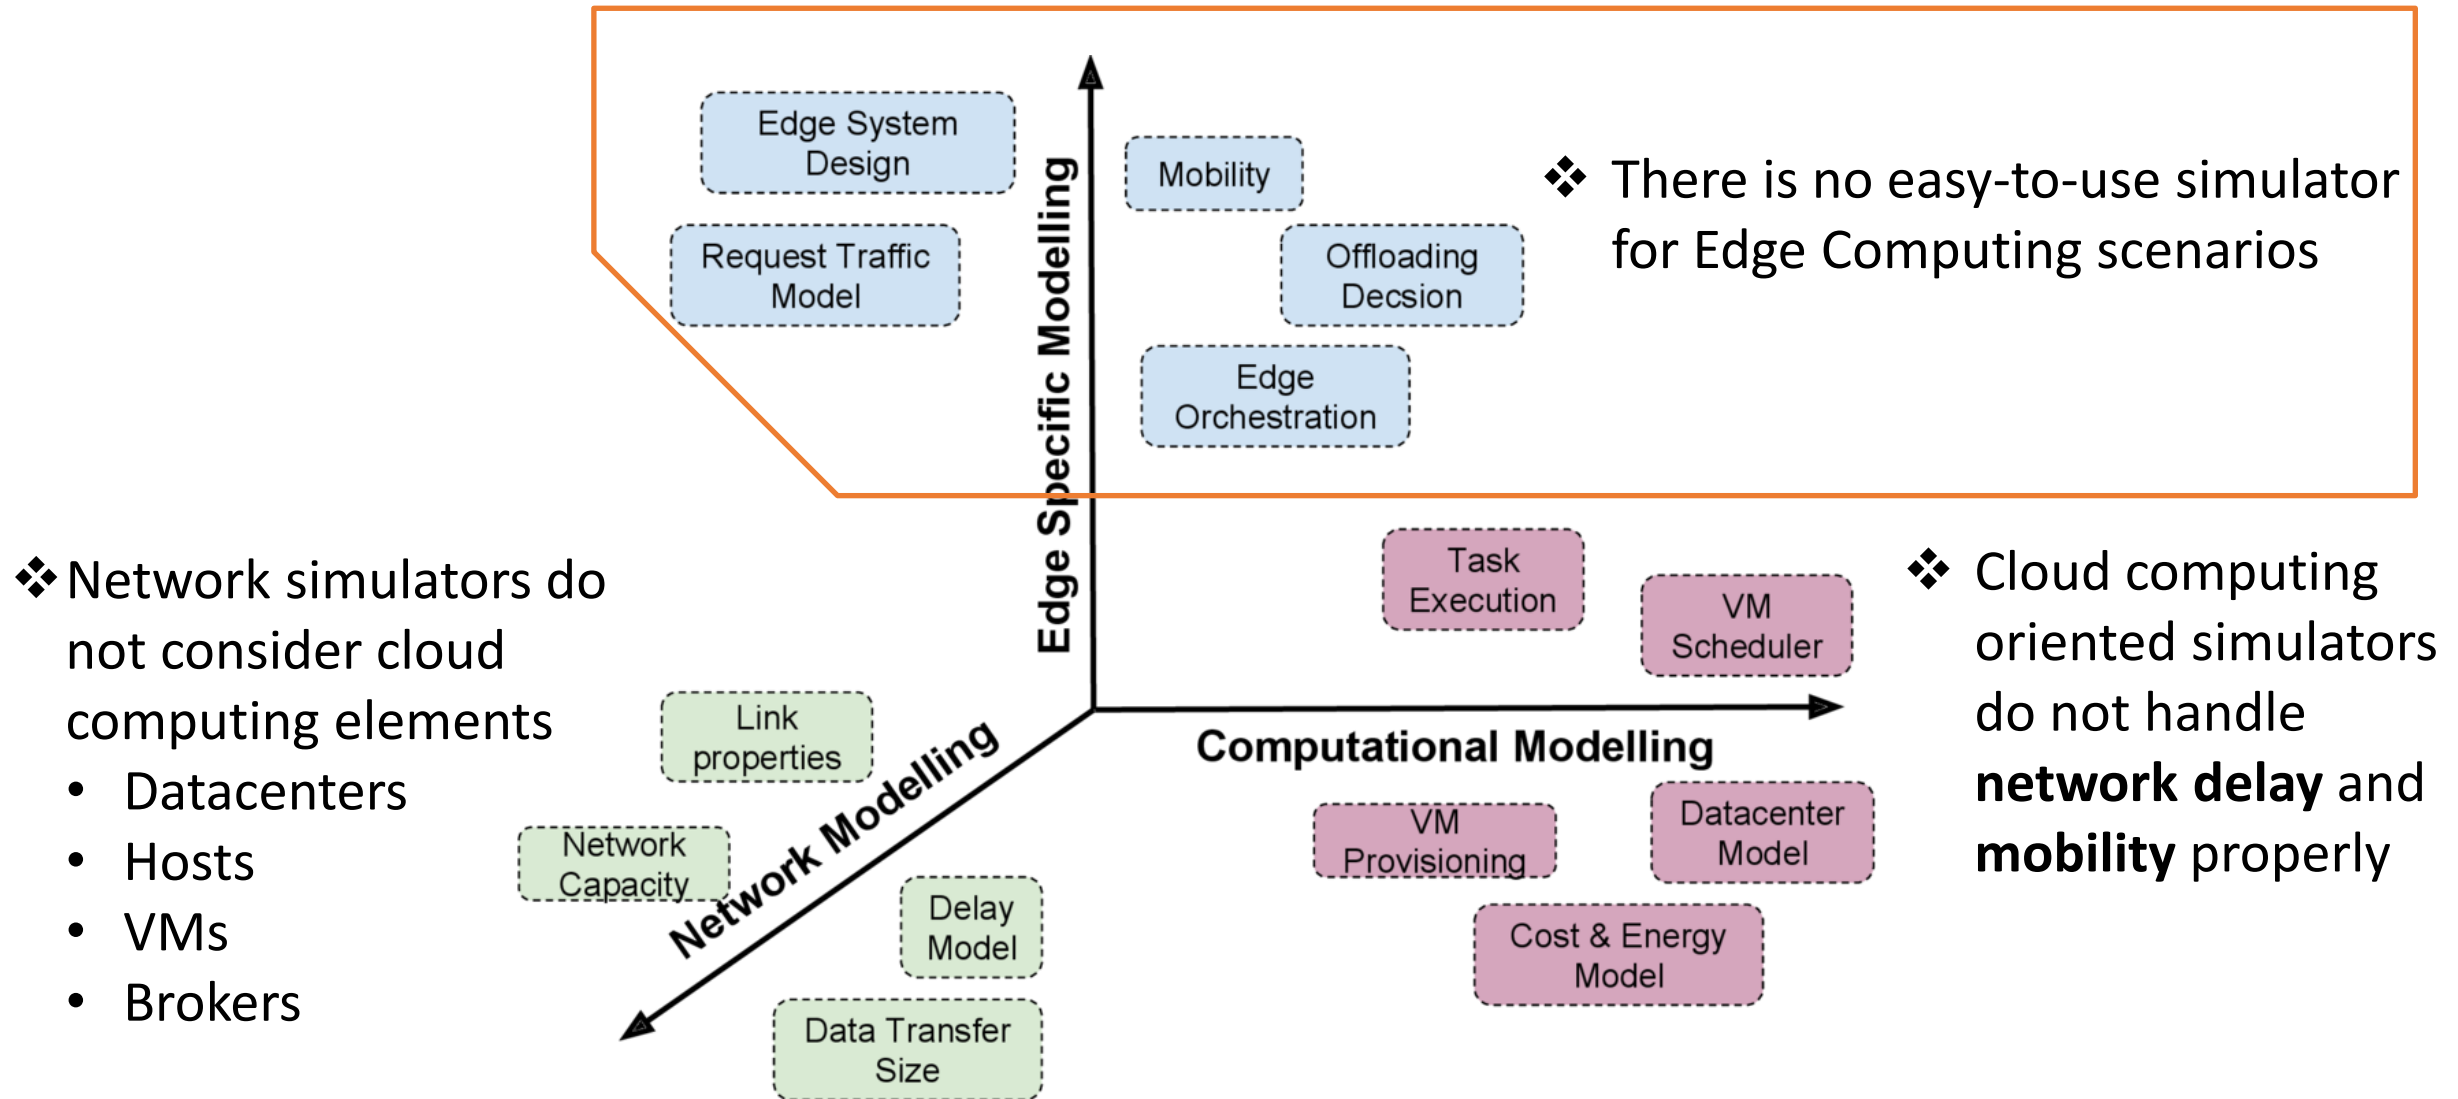 Edge System
Design
Mobility
❖ There is no easy-to-use simulator
for Edge Computing scenarios
Request Traffic
Model
Offloading
Decsion
Edge
Orchestration
Edge Specific Modelling
❖ Network simulators do
not consider cloud
computing elements
• Datacenters
• Hosts
• VMs
• Brokers
Task
Execution
VM
Scheduler
❖ Cloud computing
oriented simulators
do not handle
network delay and
mobility properly
Link
properties
Network Modelling
Computational Modelling
Network
Capacity
Delay
Model
Data Transfer
Size
VM
Provisioning
Datacenter
Model
Cost & Energy
Model